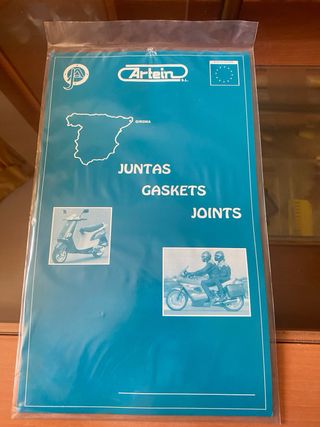 Artein S.L.
GIRONA
JUNTAS
GASKETS
JOINTS